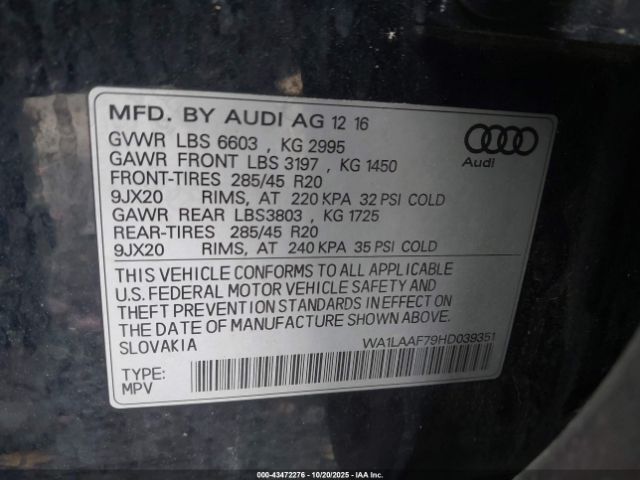 MFD. BY AUDI AG 12 16
GVWR LBS 6603 , KG 2995
GAWR FRONT LBS 3197 , KG 1450
FRONT-TIRES 285/45 R20
9JX20 RIMS, AT 220 KPA 32 PSI COLD
GAWR REAR LBS3803 , KG 1725
REAR-TIRES 285/45 R20
9JX20 RIMS, AT 240 KPA 35 PSI COLD
Audi
THIS VEHICLE CONFORMS TO ALL APPLICABLE
U.S. FEDERAL MOTOR VEHICLE SAFETY AND
THEFT PREVENTION STANDARDS IN EFFECT ON
THE DATE OF MANUFACTURE SHOWN ABOVE.
SLOVAKIA
WA1LAAF79HD039351
TYPE:
MPV
000-43472276 - 10/20/2025 - IAA Inc.